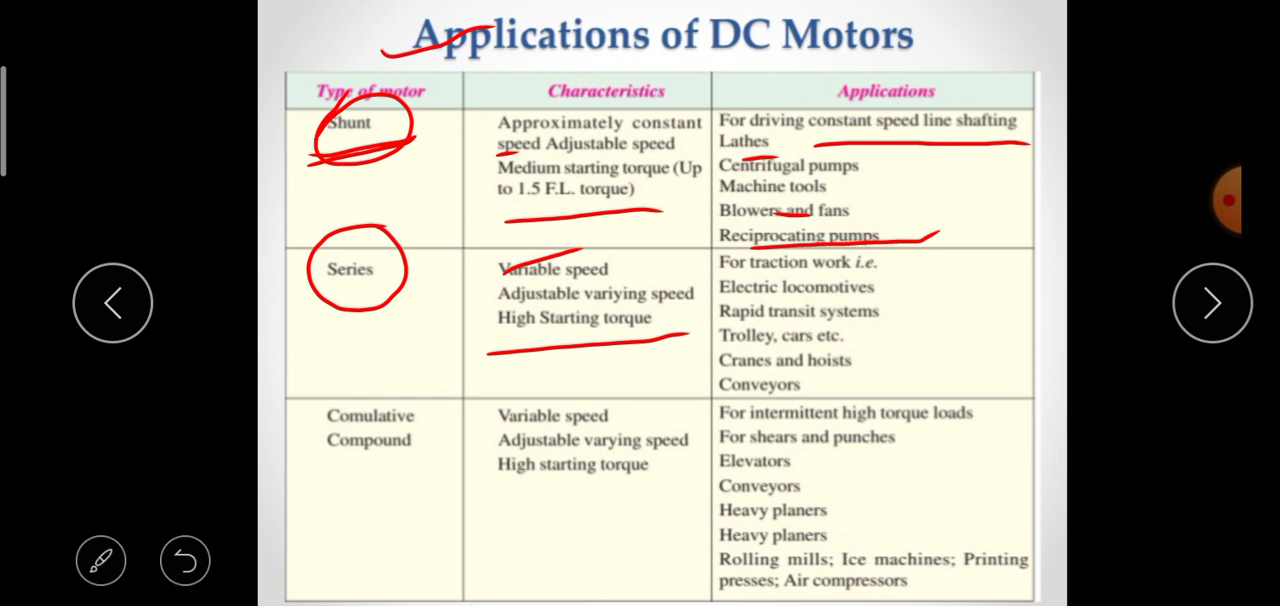 Applications of DC Motors
Type of motor
Characteristics
Applications
Shunt
Approximately constant
speed Adjustable speed
Medium starting torque (Up
to 1.5 F.L. torque)
For driving constant speed line shafting
Lathes
Centrifugal pumps
Machine tools
Blowers and fans
Reciprocating pumps
Series
Variable speed
Adjustable variying speed
High Starting torque
For traction work i.e.
Electric locomotives
Rapid transit systems
Trolley, cars etc.
Cranes and hoists
Conveyors
Comulative
Compound
Variable speed
Adjustable varying speed
High starting torque
For intermittent high torque loads
For shears and punches
Elevators
Conveyors
Heavy planers
Heavy planers
Rolling mills; Ice machines; Printing
presses; Air compressors